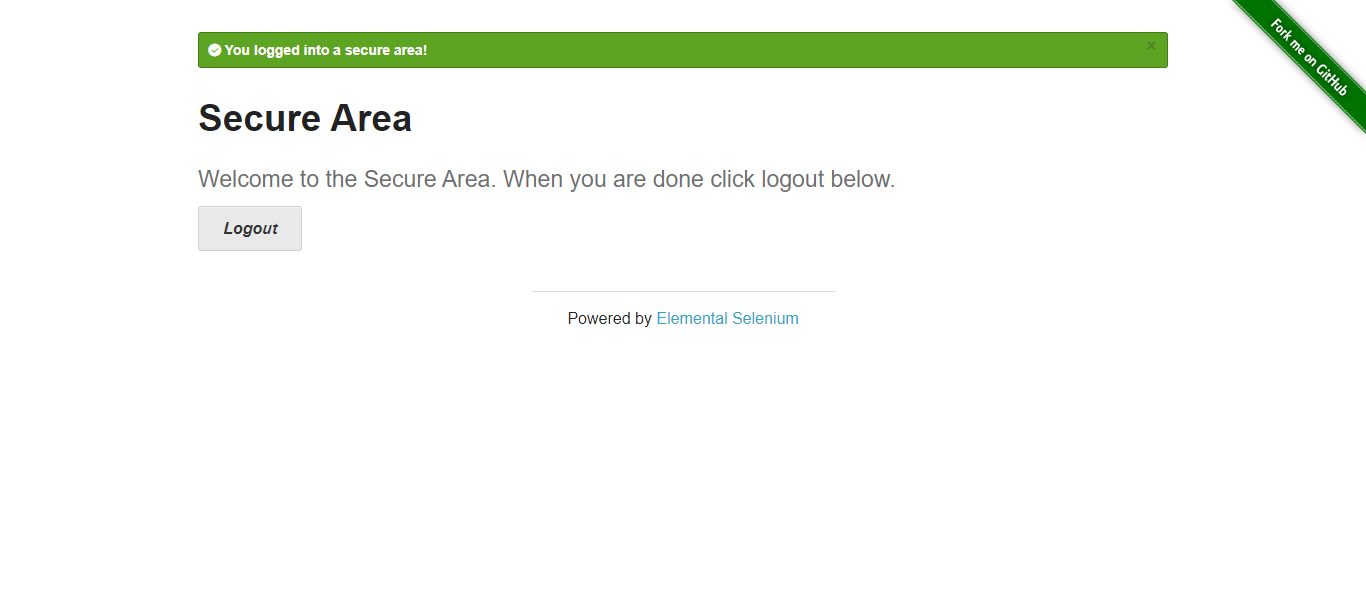 You logged into a secure area!
×
Fork me on GitHub
Secure Area
Welcome to the Secure Area. When you are done click logout below.
Logout
Powered by Elemental Selenium